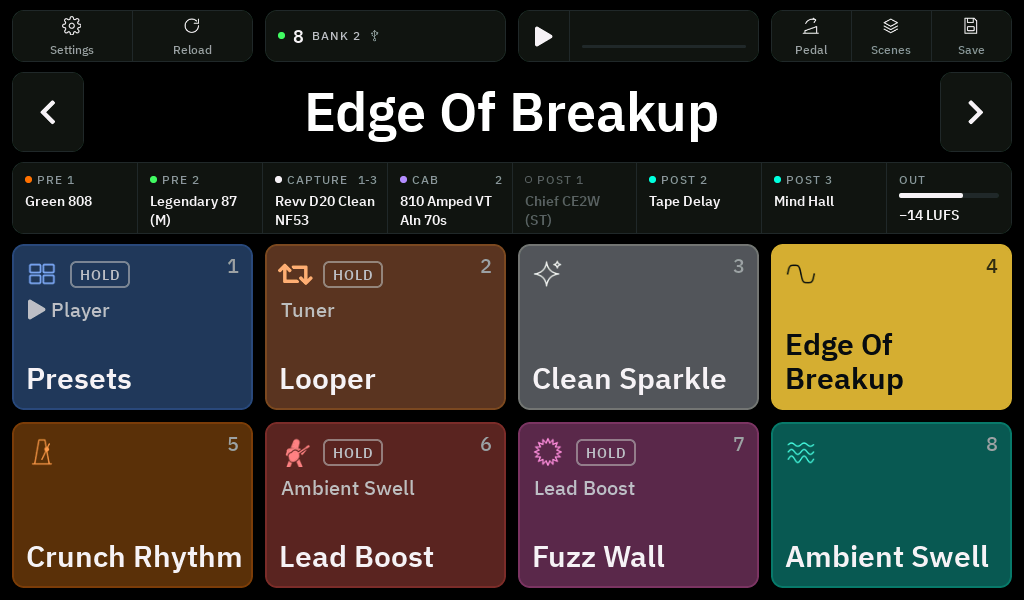 Settings
Reload
8 BANK 2
Pedal
Scenes
Save
Edge Of Breakup
PRE 1
Green 808
PRE 2
Legendary 87
(M)
CAPTURE 1-3
Revv D20 Clean
NF53
CAB 2
810 Amped VT
Aln 70s
POST 1
Chief CE2W
(ST)
POST 2
Tape Delay
POST 3
Mind Hall
OUT
−14 LUFS
HOLD 1
Player
Presets
HOLD 2
Tuner
Looper
3
Clean Sparkle
4
Edge Of
Breakup
5
Crunch Rhythm
HOLD 6
Ambient Swell
Lead Boost
HOLD 7
Lead Boost
Fuzz Wall
8
Ambient Swell